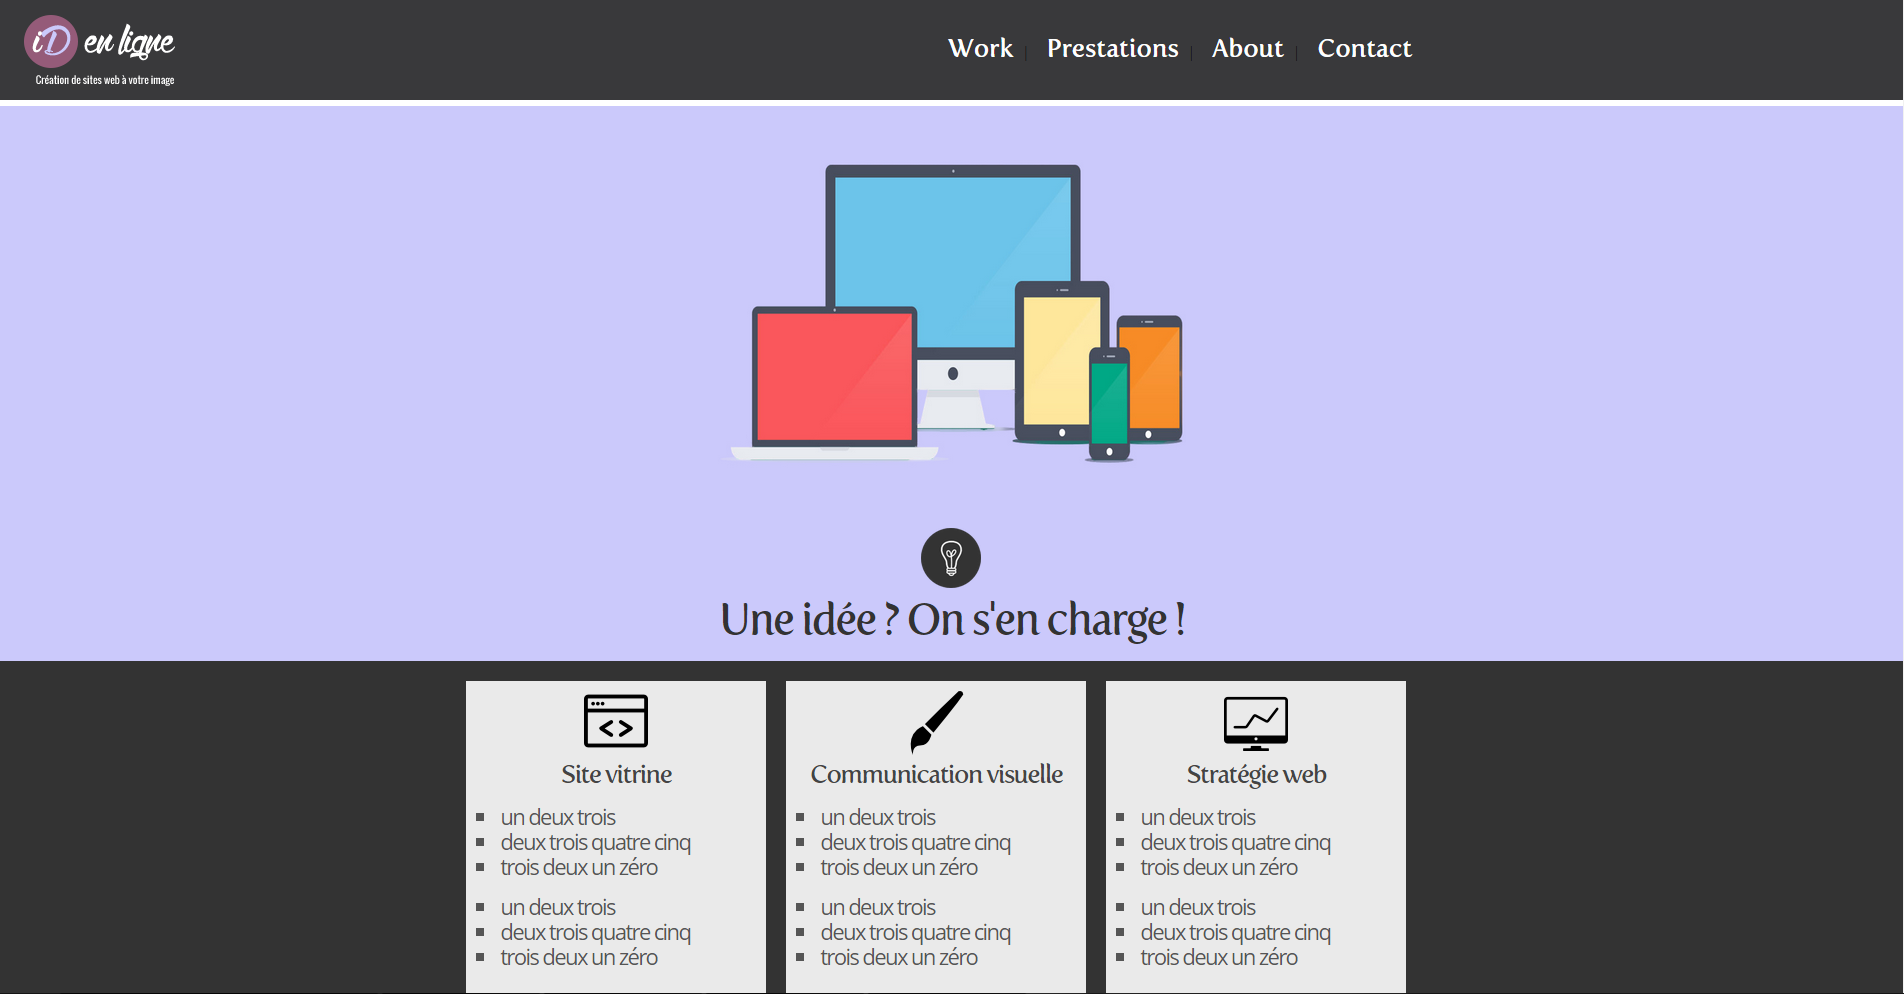 iD en ligne
Création de sites web à votre image
Work | Prestations | About | Contact
Une idée ? On s'en charge !
Site vitrine
un deux trois
deux trois quatre cinq
trois deux un zéro
un deux trois
deux trois quatre cinq
trois deux un zéro
Communication visuelle
un deux trois
deux trois quatre cinq
trois deux un zéro
un deux trois
deux trois quatre cinq
trois deux un zéro
Stratégie web
un deux trois
deux trois quatre cinq
trois deux un zéro
un deux trois
deux trois quatre cinq
trois deux un zéro